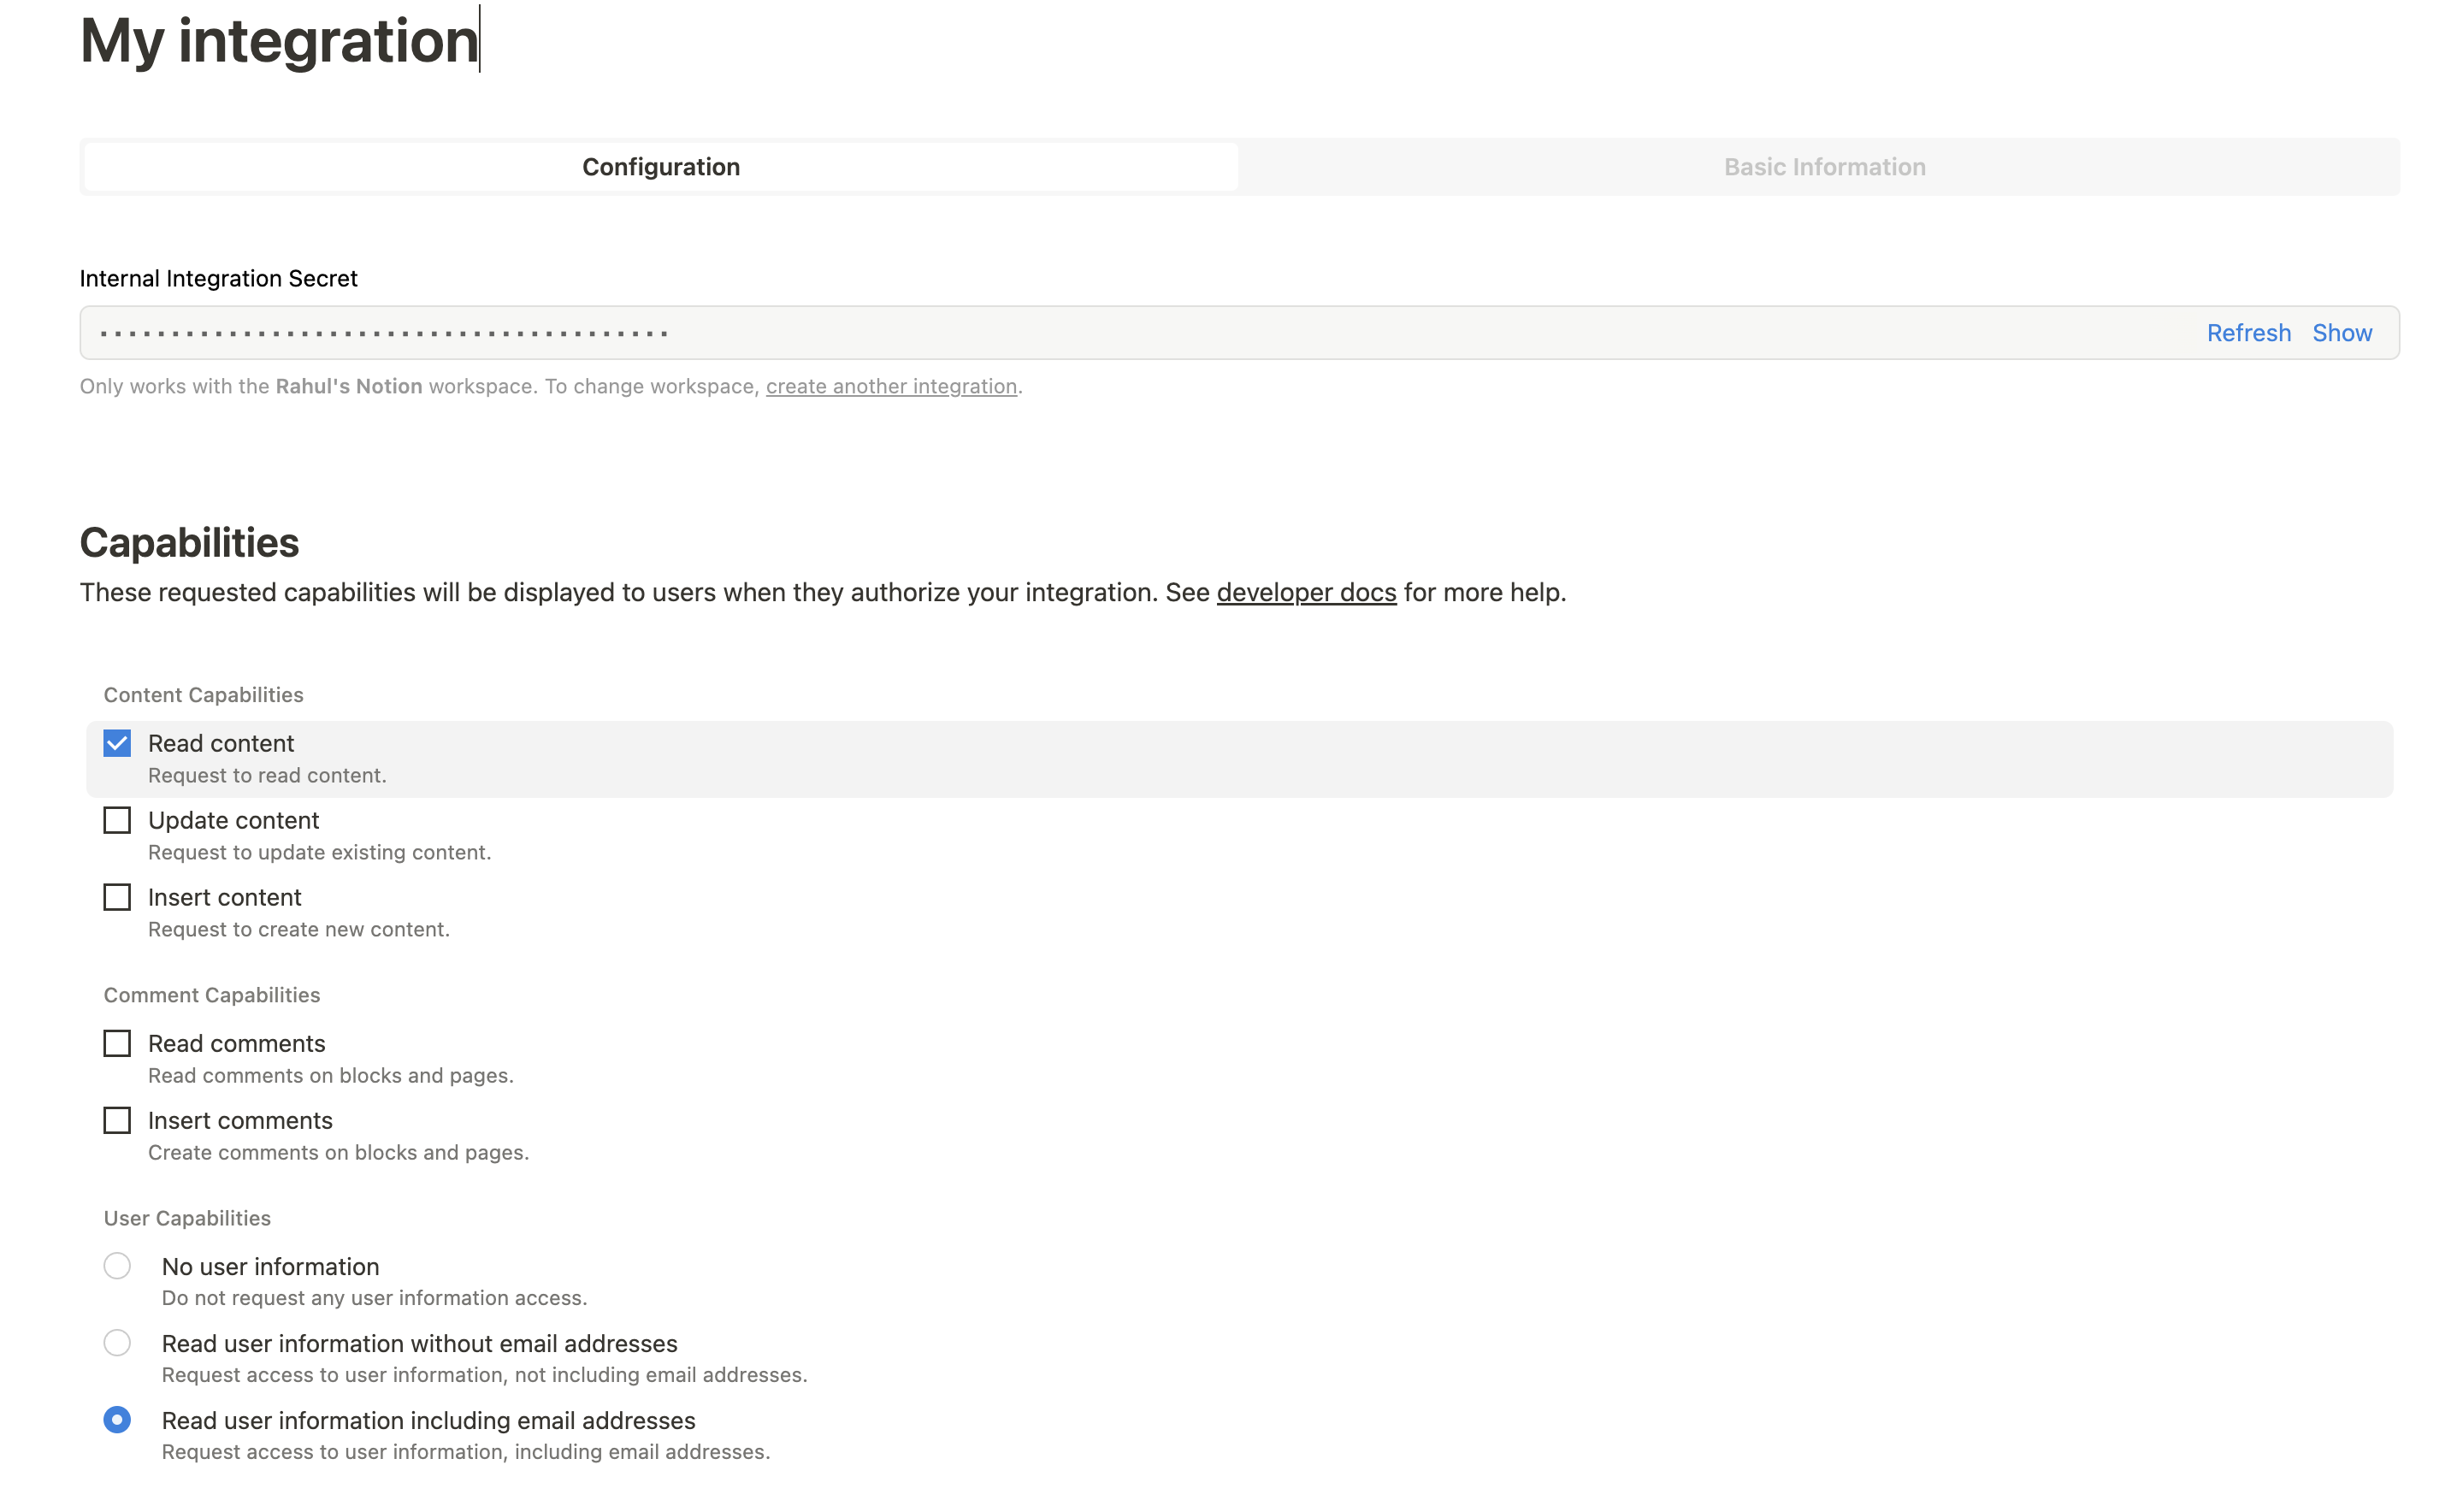 My integration
Configuration
Basic Information
Internal Integration Secret
Refresh Show
Only works with the Rahul's Notion workspace. To change workspace, create another integration.
Capabilities
These requested capabilities will be displayed to users when they authorize your integration. See developer docs for more help.
Content Capabilities
Read content
Request to read content.
Update content
Request to update existing content.
Insert content
Request to create new content.
Comment Capabilities
Read comments
Read comments on blocks and pages.
Insert comments
Create comments on blocks and pages.
User Capabilities
No user information
Do not request any user information access.
Read user information without email addresses
Request access to user information, not including email addresses.
Read user information including email addresses
Request access to user information, including email addresses.